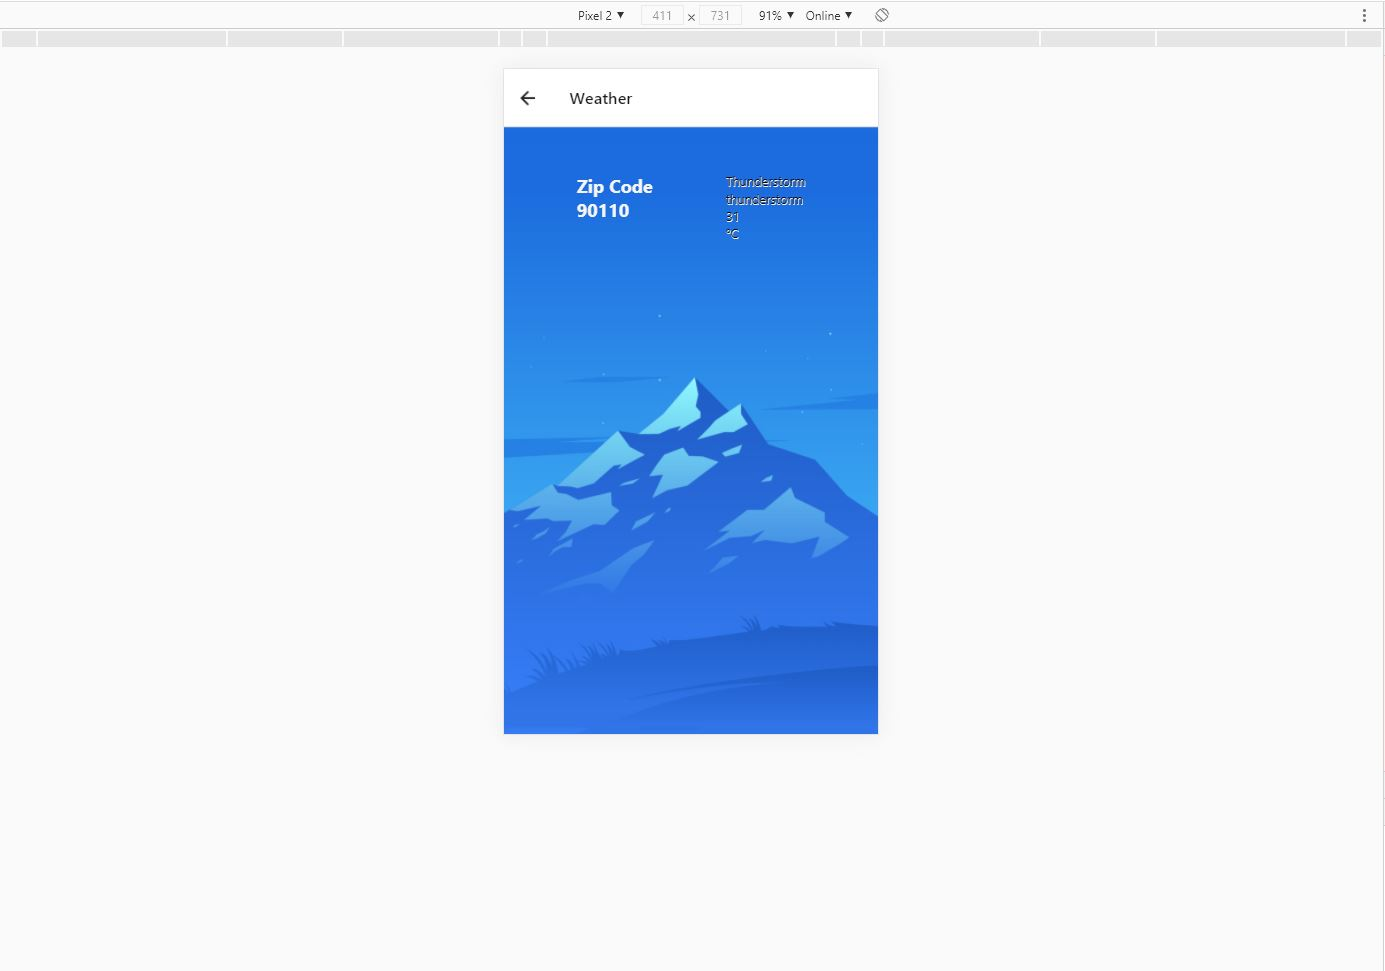 Pixel 2 ▼ 411 × 731 91% ▼ Online ▼
Weather
Zip Code
90110
Thunderstorm
thunderstorm
31
°C